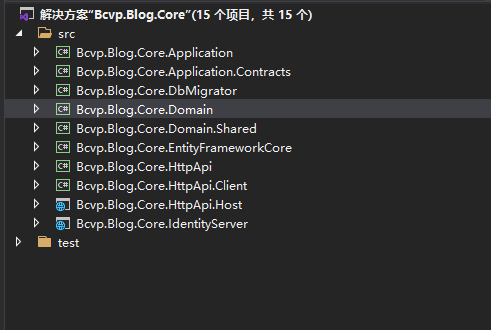 解决方案"Bcvp.Blog.Core"(15 个项目，共 15 个)
src
C# Bcvp.Blog.Core.Application
C# Bcvp.Blog.Core.Application.Contracts
C# Bcvp.Blog.Core.DbMigrator
C# Bcvp.Blog.Core.Domain
C# Bcvp.Blog.Core.Domain.Shared
C# Bcvp.Blog.Core.EntityFrameworkCore
C# Bcvp.Blog.Core.HttpApi
C# Bcvp.Blog.Core.HttpApi.Client
Bcvp.Blog.Core.HttpApi.Host
Bcvp.Blog.Core.IdentityServer
test